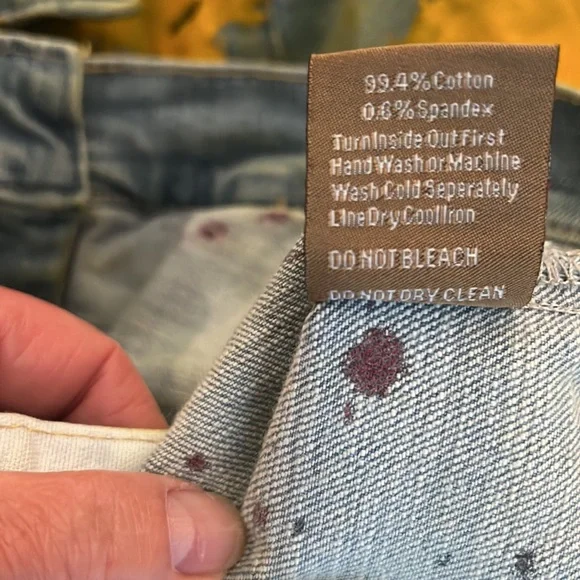 99.4% Cotton
0.6% Spandex
Turn Inside Out First
Hand Wash or Machine
Wash Cold Seperately
Line Dry Cool Iron
DO NOT BLEACH
DO NOT DRY CLEAN